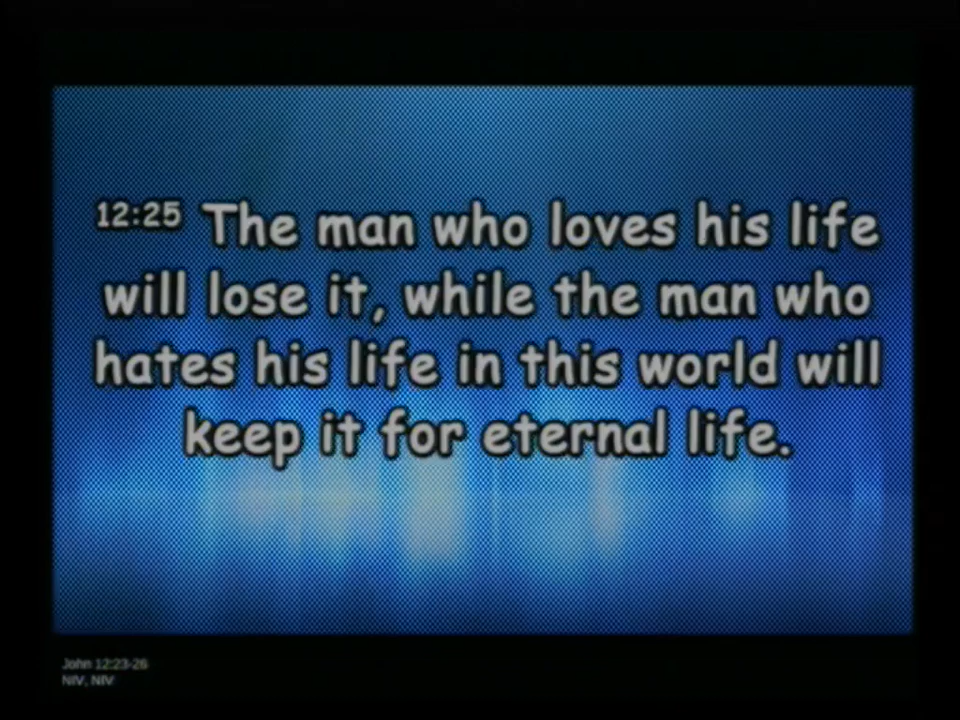 12:25 The man who loves his life
will lose it, while the man who
hates his life in this world will
keep it for eternal life.
John 12:23-26
NIV, NIV